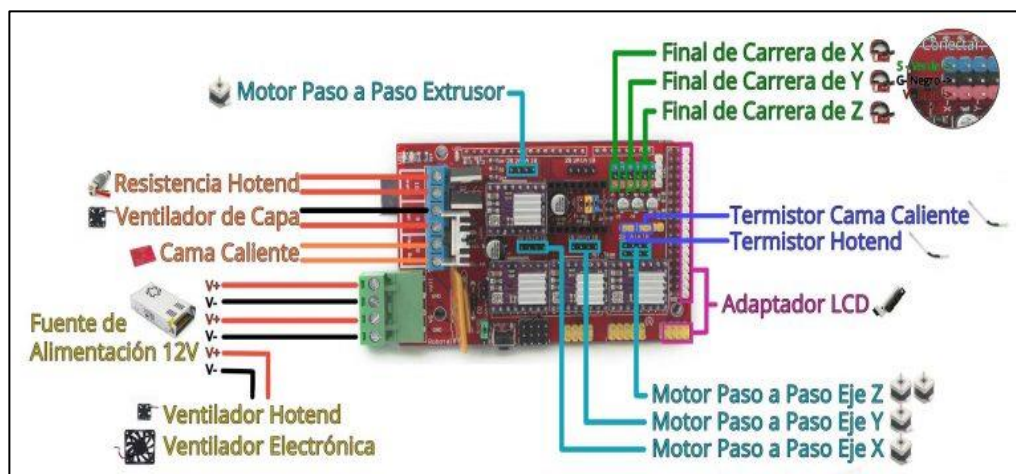 Final de Carrera de X
Final de Carrera de Y
Final de Carrera de Z
Conectar:
S - Verde
G- Negro ->
Motor Paso a Paso Extrusor
Resistencia Hotend
Ventilador de Capa
Cama Caliente
Termistor Cama Caliente
Termistor Hotend
Adaptador LCD
V+
V-
V+
V-
V+
V-
Fuente de
Alimentación 12V
Ventilador Hotend
Ventilador Electrónica
Motor Paso a Paso Eje Z
Motor Paso a Paso Eje Y
Motor Paso a Paso Eje X